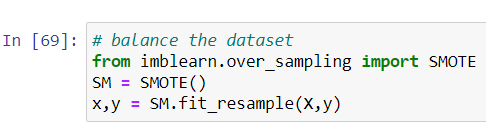 In [69]: # balance the dataset
from imblearn.over_sampling import SMOTE
SM = SMOTE()
x,y = SM.fit_resample(X,y)